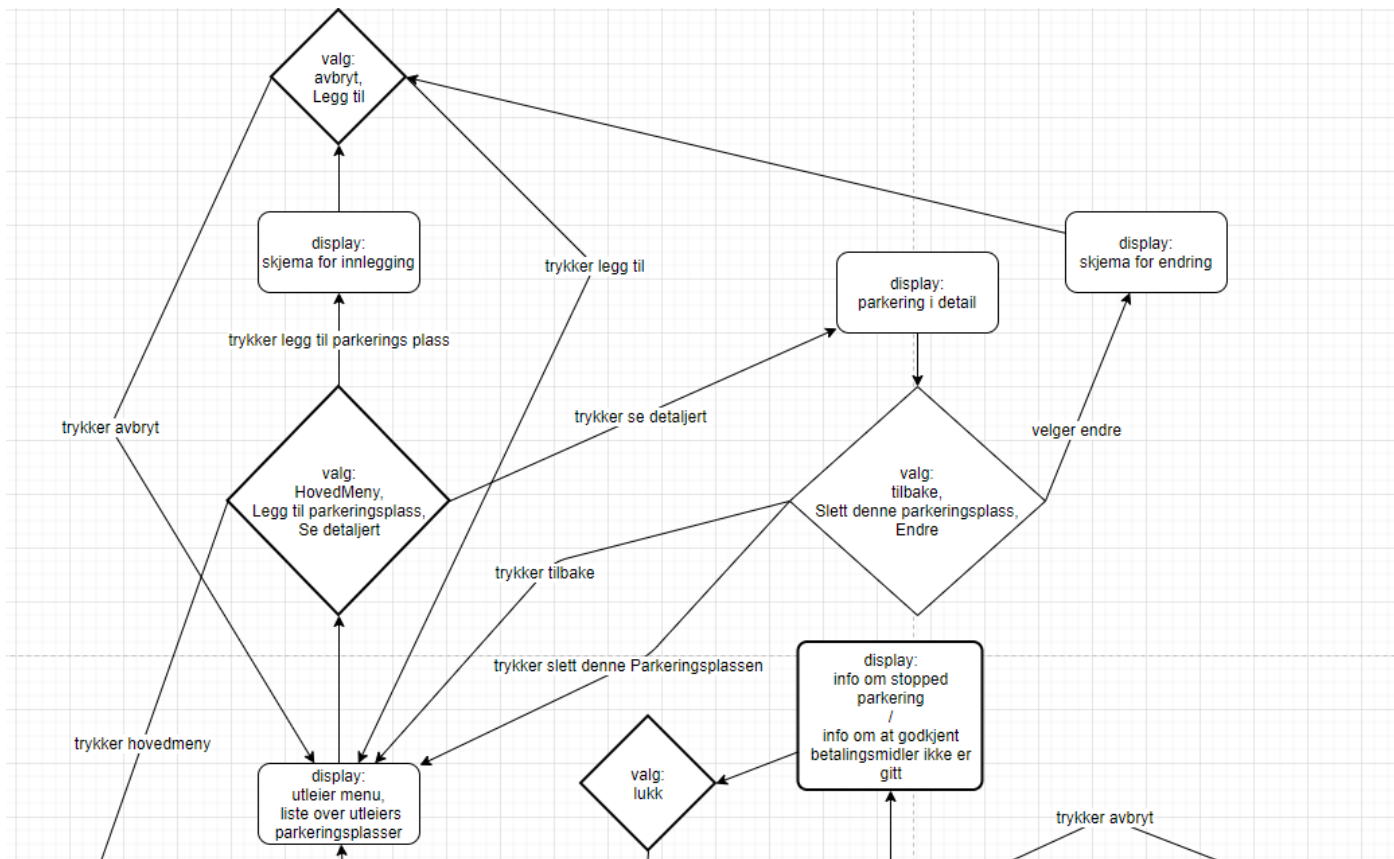 valg:
avbryt,
Legg til
display:
skjema for innlegging
trykker legg til
display:
skjema for endring
display:
parkering i detail
trykker legg til parkerings plass
trykker se detaljert
trykker avbryt
velger endre
valg:
HovedMeny,
Legg til parkeringsplass,
Se detaljert
valg:
tilbake,
Slett denne parkeringsplass,
Endre
trykker tilbake
trykker slett denne Parkeringsplassen
display:
info om stopped
parkering
/
info om at godkjent
betalingsmidler ikke er
gitt
trykker hovedmeny
display:
utleier menu,
liste over utleiers
parkeringsplasser
valg:
lukk
trykker avbryt